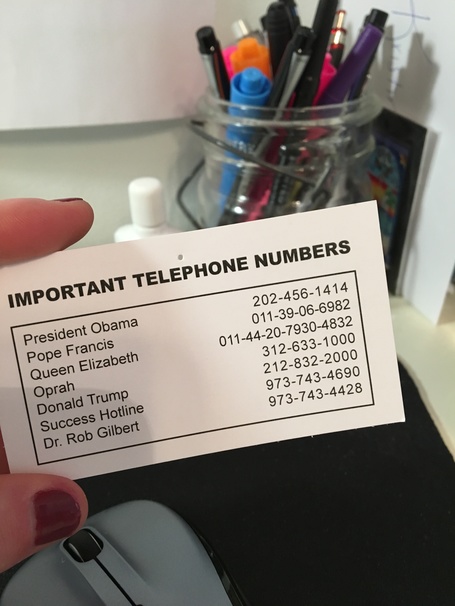 IMPORTANT TELEPHONE NUMBERS
President Obama 202-456-1414
Pope Francis 011-39-06-6982
Queen Elizabeth 011-44-20-7930-4832
Oprah 312-633-1000
Donald Trump 212-832-2000
Success Hotline 973-743-4690
Dr. Rob Gilbert 973-743-4428